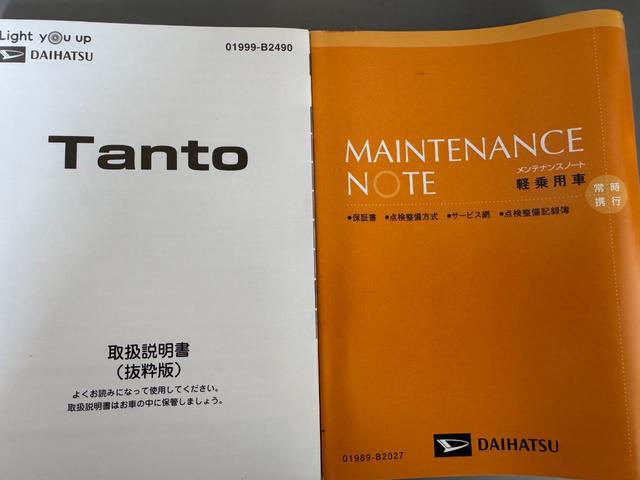 Light you up
DAIHATSU
01999-B2490
Tanto
取扱説明書
（抜粋版）
よくお読みになって使用してください。
取扱説明書はお車の中に保管しましょう。
MAINTENANCE
NOTE
メンテナンスノート
軽乗用車
常時
携行
●保証書 ●点検整備方式 ●サービス網 ●点検整備記録簿
01989-B2027
DAIHATSU